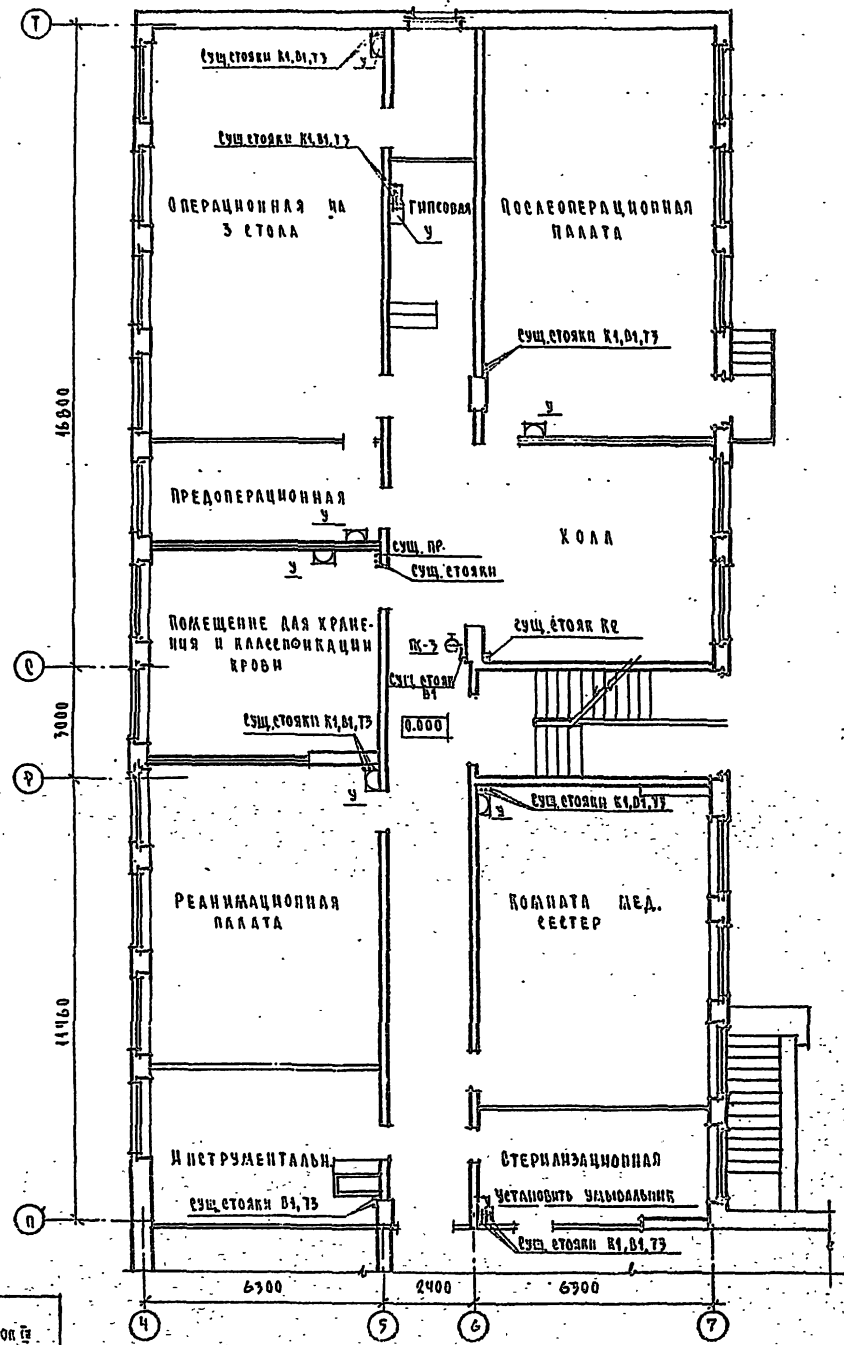 Т
Сущ. стояки К1, В1, Т3
У
Сущ. стояки К1, В1, Т3
Операционная на
3 стола
Гипсовая
У
Послеоперационная
палата
Сущ. стояки К1, В1, Т3
У
16800
Предоперационная
У
Холл
Сущ. пр.
Сущ. стояки
У
Помещение для хране-
ния и классификации
крови
ПК-3
Сущ. стояк К2
Сущ. стояк
В1
С
3000
Сущ. стояки К1, В1, Т3
0.000
Р
У
Сущ. стояки К1, В1, Т3
У
Реанимационная
палата
Комната мед.
сестер
11460
Инструментальн.
Стерилизационная
Сущ. стояки В1, Т3
У
Установить умывальник
П
Сущ. стояки К1, В1, Т3
6300
2400
6300
4
5
6
7